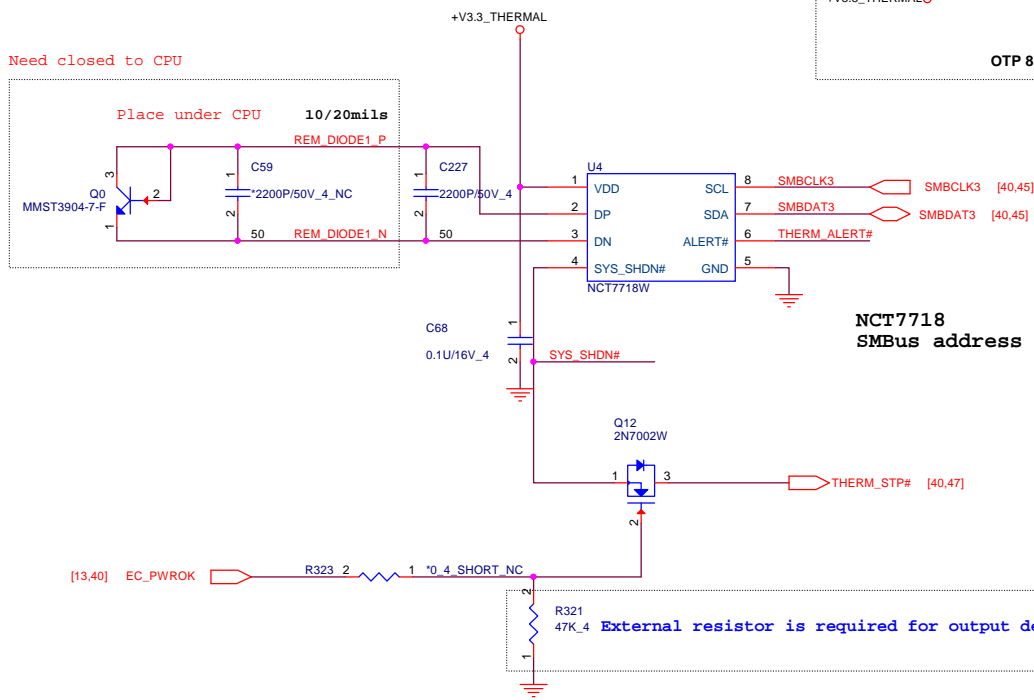 +V3.3_THERMAL
+V3.3_THERMAL
OTP 8
Need closed to CPU
Place under CPU
10/20mils
REM_DIODE1_P
3
Q0
MMST3904-7-F
2
1
1
C59
*2200P/50V_4_NC
2
50
REM_DIODE1_N
1
C227
2200P/50V_4
2
50
U4
1 VDD SCL 8 SMBCLK3 SMBCLK3 [40,45]
2 DP SDA 7 SMBDAT3 SMBDAT3 [40,45]
3 DN ALERT# 6 THERM_ALERT#
4 SYS_SHDN# GND 5
NCT7718W
NCT7718
SMBus address
C68
0.1U/16V_4
1
2
SYS_SHDN#
Q12
2N7002W
1
3
2
THERM_STP# [40,47]
[13,40] EC_PWROK
R323 2 1 *0_4_SHORT_NC
2
R321
47K_4
1
External resistor is required for output de